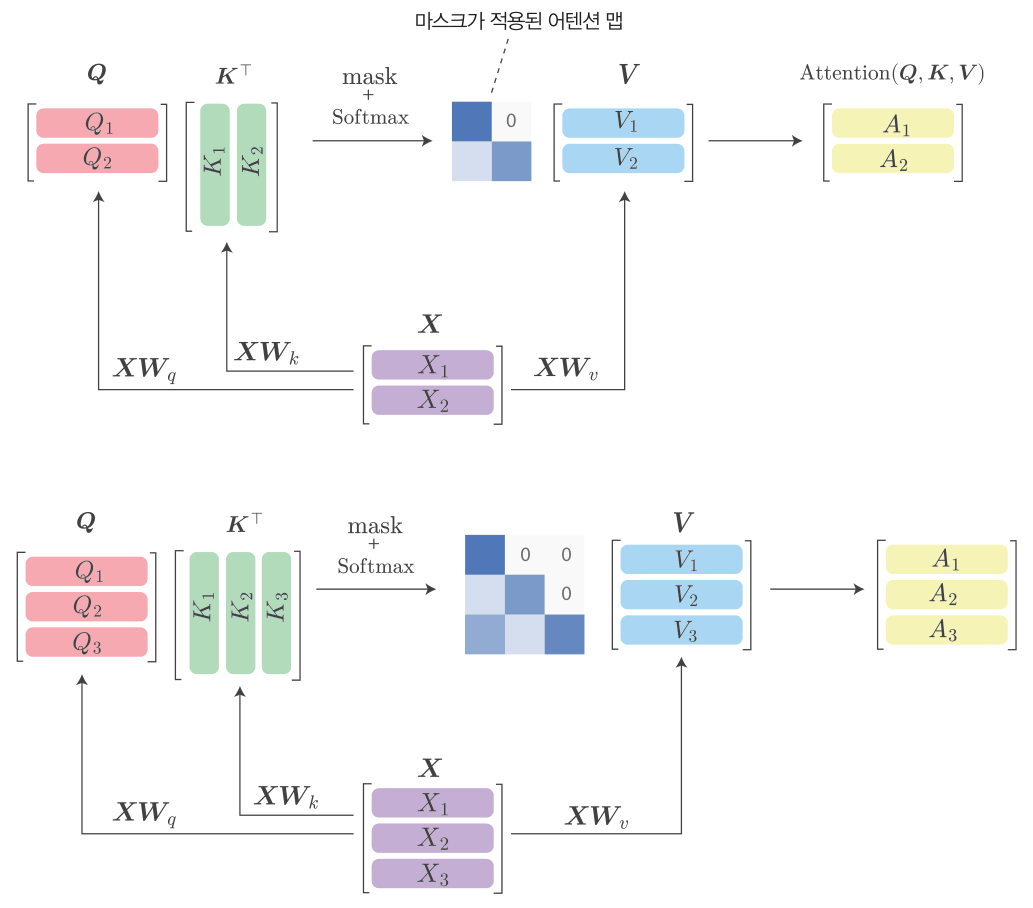 마스크가 적용된 어텐션 맵
Q
K⊤
mask
+
Softmax
V
Attention(Q, K, V)
Q1
Q2
K1
K2
0
V1
V2
A1
A2
X
XWq
XWk
X1
X2
XWv
Q
K⊤
mask
+
Softmax
V
Q1
Q2
Q3
K1
K2
K3
0 0
0
V1
V2
V3
A1
A2
A3
X
XWq
XWk
X1
X2
X3
XWv